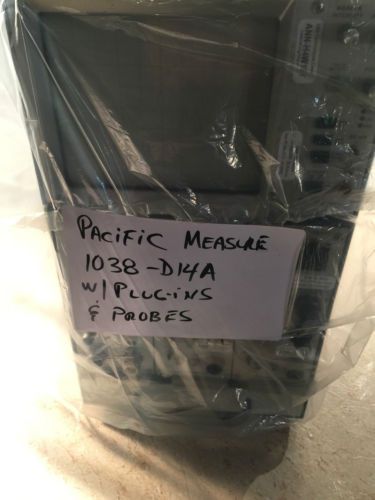 PACIFIC MEASURE
1038-D14A
W/ PLUG-INS
& PROBES